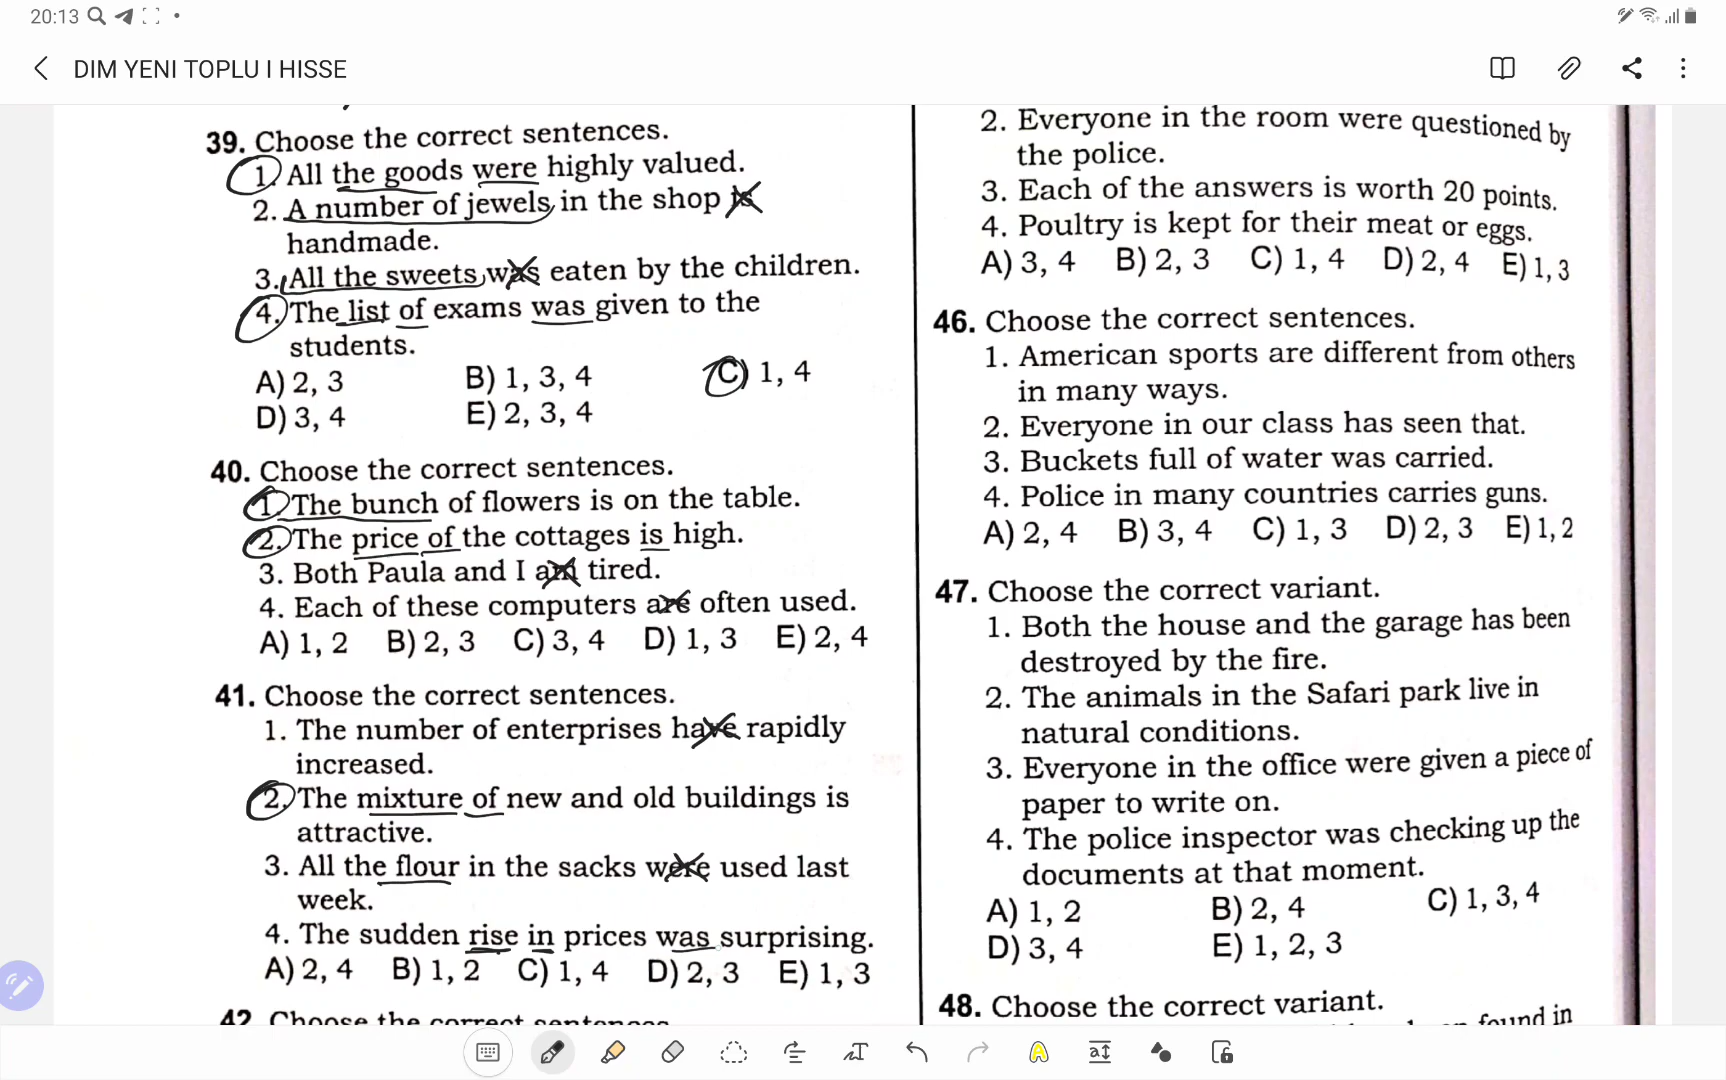 20:13
DIM YENI TOPLU I HISSE
39. Choose the correct sentences.
1. All the goods were highly valued.
2. A number of jewels in the shop is
handmade.
3. All the sweets was eaten by the children.
4. The list of exams was given to the
students.
A) 2, 3 B) 1, 3, 4 C) 1, 4
D) 3, 4 E) 2, 3, 4
40. Choose the correct sentences.
1. The bunch of flowers is on the table.
2. The price of the cottages is high.
3. Both Paula and I am tired.
4. Each of these computers are often used.
A) 1, 2 B) 2, 3 C) 3, 4 D) 1, 3 E) 2, 4
41. Choose the correct sentences.
1. The number of enterprises have rapidly
increased.
2. The mixture of new and old buildings is
attractive.
3. All the flour in the sacks were used last
week.
4. The sudden rise in prices was surprising.
A) 2, 4 B) 1, 2 C) 1, 4 D) 2, 3 E) 1, 3
42. Choose the correct sentences
2. Everyone in the room were questioned by
the police.
3. Each of the answers is worth 20 points.
4. Poultry is kept for their meat or eggs.
A) 3, 4 B) 2, 3 C) 1, 4 D) 2, 4 E) 1, 3
46. Choose the correct sentences.
1. American sports are different from others
in many ways.
2. Everyone in our class has seen that.
3. Buckets full of water was carried.
4. Police in many countries carries guns.
A) 2, 4 B) 3, 4 C) 1, 3 D) 2, 3 E) 1, 2
47. Choose the correct variant.
1. Both the house and the garage has been
destroyed by the fire.
2. The animals in the Safari park live in
natural conditions.
3. Everyone in the office were given a piece of
paper to write on.
4. The police inspector was checking up the
documents at that moment.
A) 1, 2 B) 2, 4 C) 1, 3, 4
D) 3, 4 E) 1, 2, 3
48. Choose the correct variant.
found in